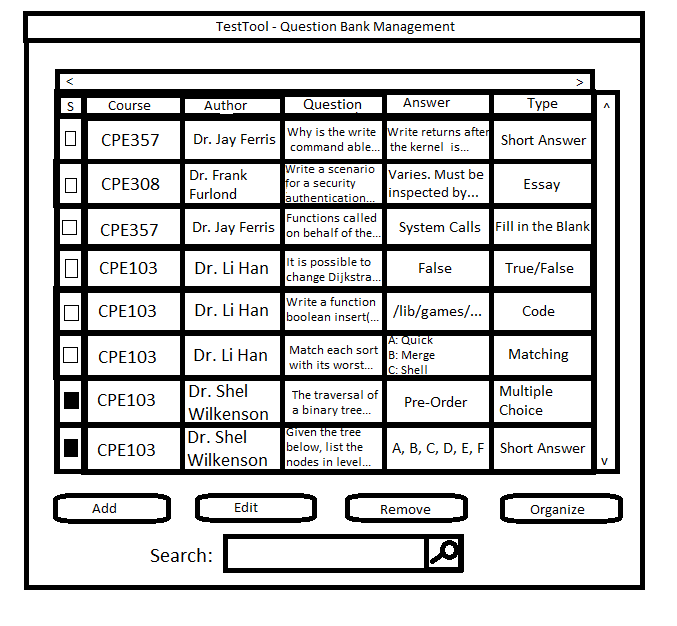 TestTool - Question Bank Management
< >
S Course Author Question Answer Type ^
CPE357 Dr. Jay Ferris Why is the write Write returns after Short Answer
command able... the kernel is...
CPE308 Dr. Frank Write a scenario Varies. Must be Essay
Furlond for a security inspected by...
authentication...
CPE357 Dr. Jay Ferris Functions called System Calls Fill in the Blank
on behalf of the...
CPE103 Dr. Li Han It is possible to False True/False
change Dijkstra...
CPE103 Dr. Li Han Write a function /lib/games/... Code
boolean insert(...
CPE103 Dr. Li Han Match each sort A: Quick Matching
with its worst... B: Merge
C: Shell
CPE103 Dr. Shel The traversal of Pre-Order Multiple
Wilkenson a binary tree... Choice
CPE103 Dr. Shel Given the tree A, B, C, D, E, F Short Answer
Wilkenson below, list the
nodes in level... v
Add Edit Remove Organize
Search: